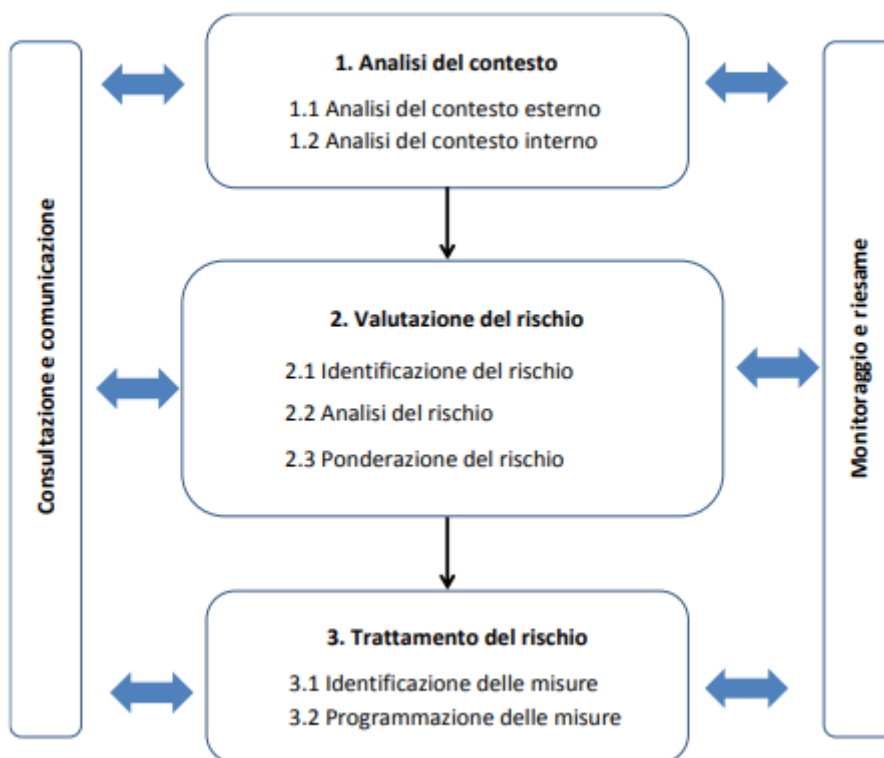 Consultazione e comunicazione
1. Analisi del contesto
1.1 Analisi del contesto esterno
1.2 Analisi del contesto interno
2. Valutazione del rischio
2.1 Identificazione del rischio
2.2 Analisi del rischio
2.3 Ponderazione del rischio
3. Trattamento del rischio
3.1 Identificazione delle misure
3.2 Programmazione delle misure
Monitoraggio e riesame